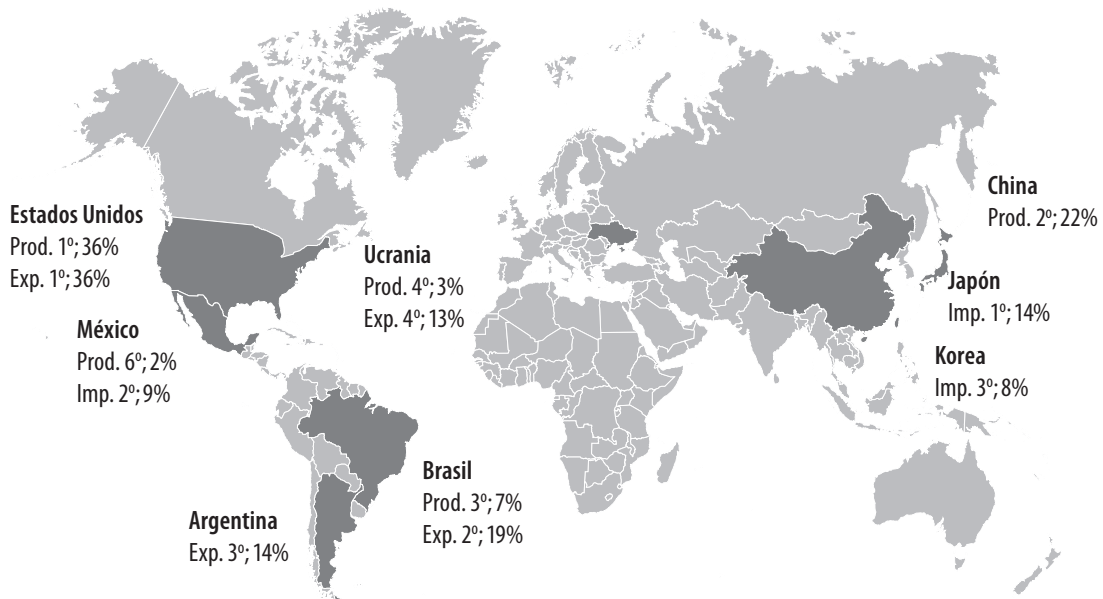 Estados Unidos
Prod. 1º; 36%
Exp. 1º; 36%
México
Prod. 6º; 2%
Imp. 2º; 9%
Ucrania
Prod. 4º; 3%
Exp. 4º; 13%
Argentina
Exp. 3º; 14%
Brasil
Prod. 3º; 7%
Exp. 2º; 19%
China
Prod. 2º; 22%
Japón
Imp. 1º; 14%
Korea
Imp. 3º; 8%